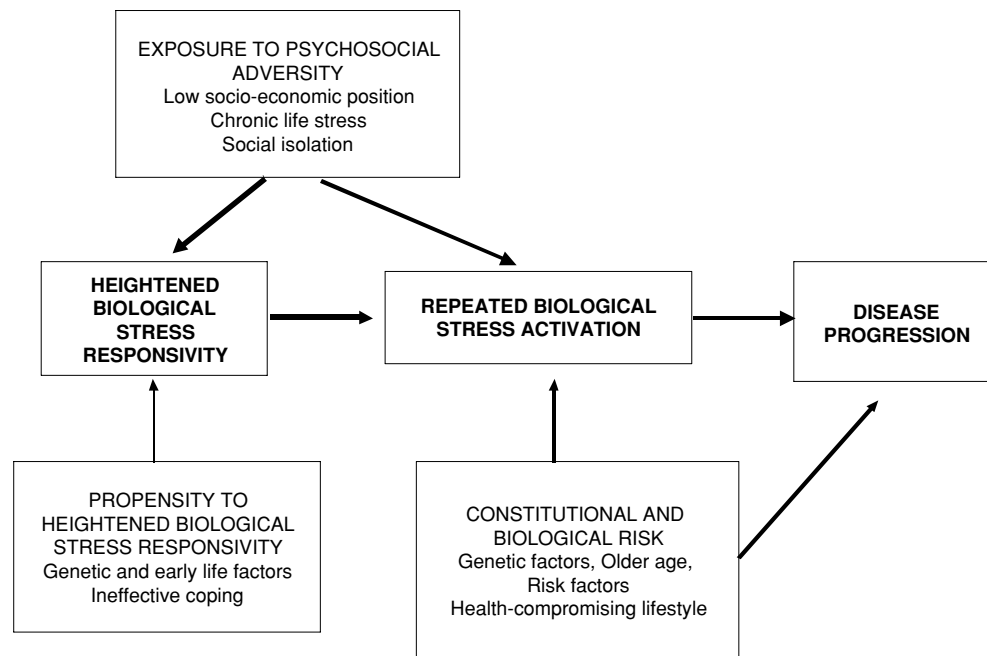 EXPOSURE TO PSYCHOSOCIAL
ADVERSITY
Low socio-economic position
Chronic life stress
Social isolation
HEIGHTENED
BIOLOGICAL
STRESS
RESPONSIVITY
REPEATED BIOLOGICAL
STRESS ACTIVATION
DISEASE
PROGRESSION
PROPENSITY TO
HEIGHTENED BIOLOGICAL
STRESS RESPONSIVITY
Genetic and early life factors
Ineffective coping
CONSTITUTIONAL AND
BIOLOGICAL RISK
Genetic factors, Older age,
Risk factors
Health-compromising lifestyle